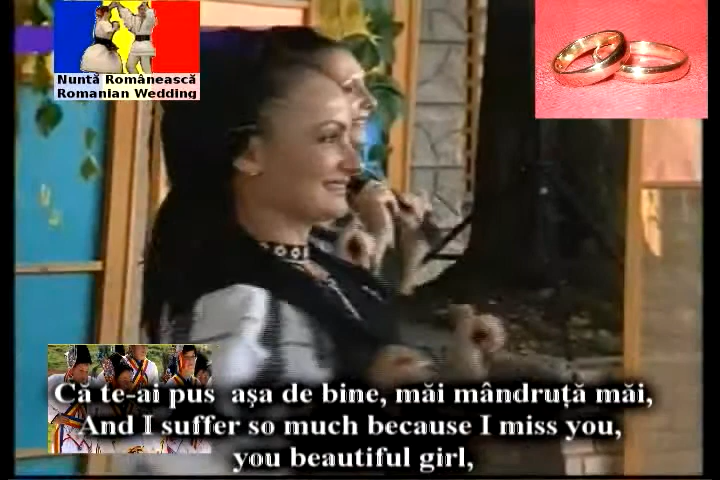 Nuntă Românească
Romanian Wedding
Că te-ai pus așa de bine, măi mândruță măi,
And I suffer so much because I miss you,
you beautiful girl,